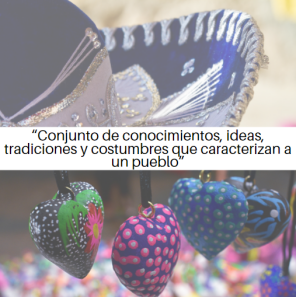 “Conjunto de conocimientos, ideas,
tradiciones y costumbres que caracterizan a
un pueblo”